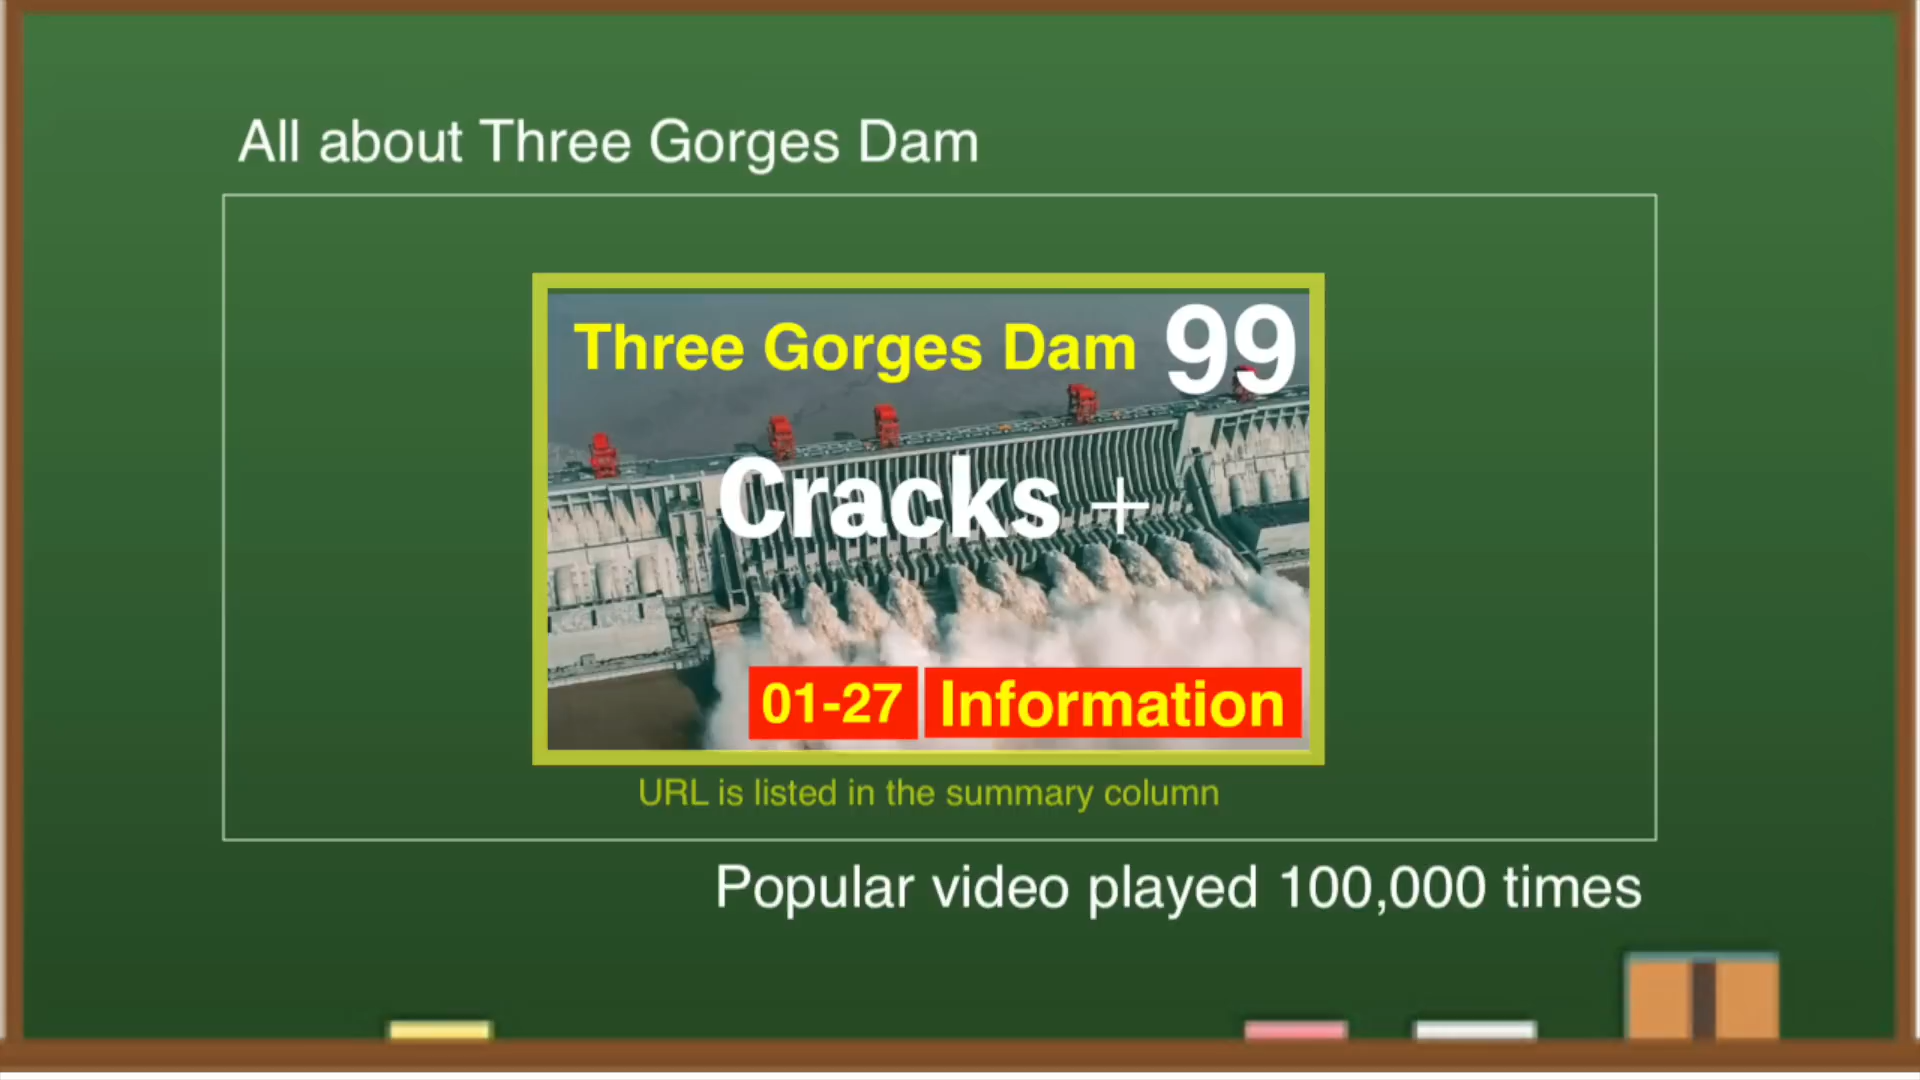 All about Three Gorges Dam
Three Gorges Dam 99
Cracks +
01-27 Information
URL is listed in the summary column
Popular video played 100,000 times